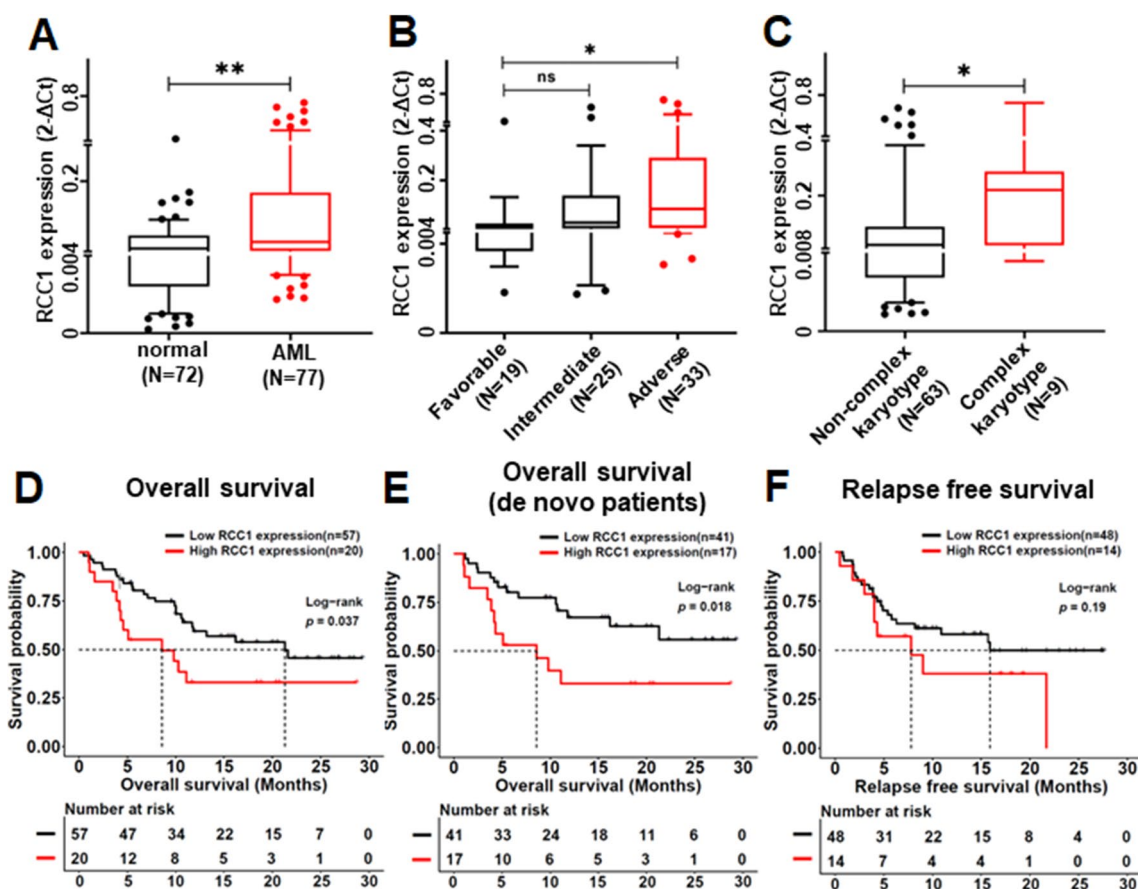 A
RCC1 expression (2-ΔCt)
0.8
0.2
0.004
0
**
normal
(N=72)
AML
(N=77)
B
RCC1 expression (2-ΔCt)
0.8
0.4
0.2
0.004
0
*
ns
Favorable
(N=19)
Intermediate
(N=25)
Adverse
(N=33)
C
RCC1 expression (2-ΔCt)
0.8
0.4
0.2
0.008
0
*
Non-complex
karyotype
(N=63)
Complex
karyotype
(N=9)
D
Overall survival
Low RCC1 expression(n=57)
High RCC1 expression(n=20)
Log-rank
p = 0.037
Survival probability
1.00
0.75
0.50
0.25
0.00
0 5 10 15 20 25 30
Overall survival (Months)
Number at risk
57 47 34 22 15 7 0
20 12 8 5 3 1 0
0 5 10 15 20 25 30
E
Overall survival
(de novo patients)
Low RCC1 expression(n=41)
High RCC1 expression(n=17)
Log-rank
p = 0.018
Survival probability
1.00
0.75
0.50
0.25
0.00
0 5 10 15 20 25 30
Overall survival (Months)
Number at risk
41 33 24 18 11 6 0
17 10 6 5 3 1 0
0 5 10 15 20 25 30
F
Relapse free survival
Low RCC1 expression(n=48)
High RCC1 expression(n=14)
Log-rank
p = 0.19
Survival probability
1.00
0.75
0.50
0.25
0.00
0 5 10 15 20 25 30
Relapse free survival (Months)
Number at risk
48 31 22 15 8 4 0
14 7 4 4 1 0 0
0 5 10 15 20 25 30